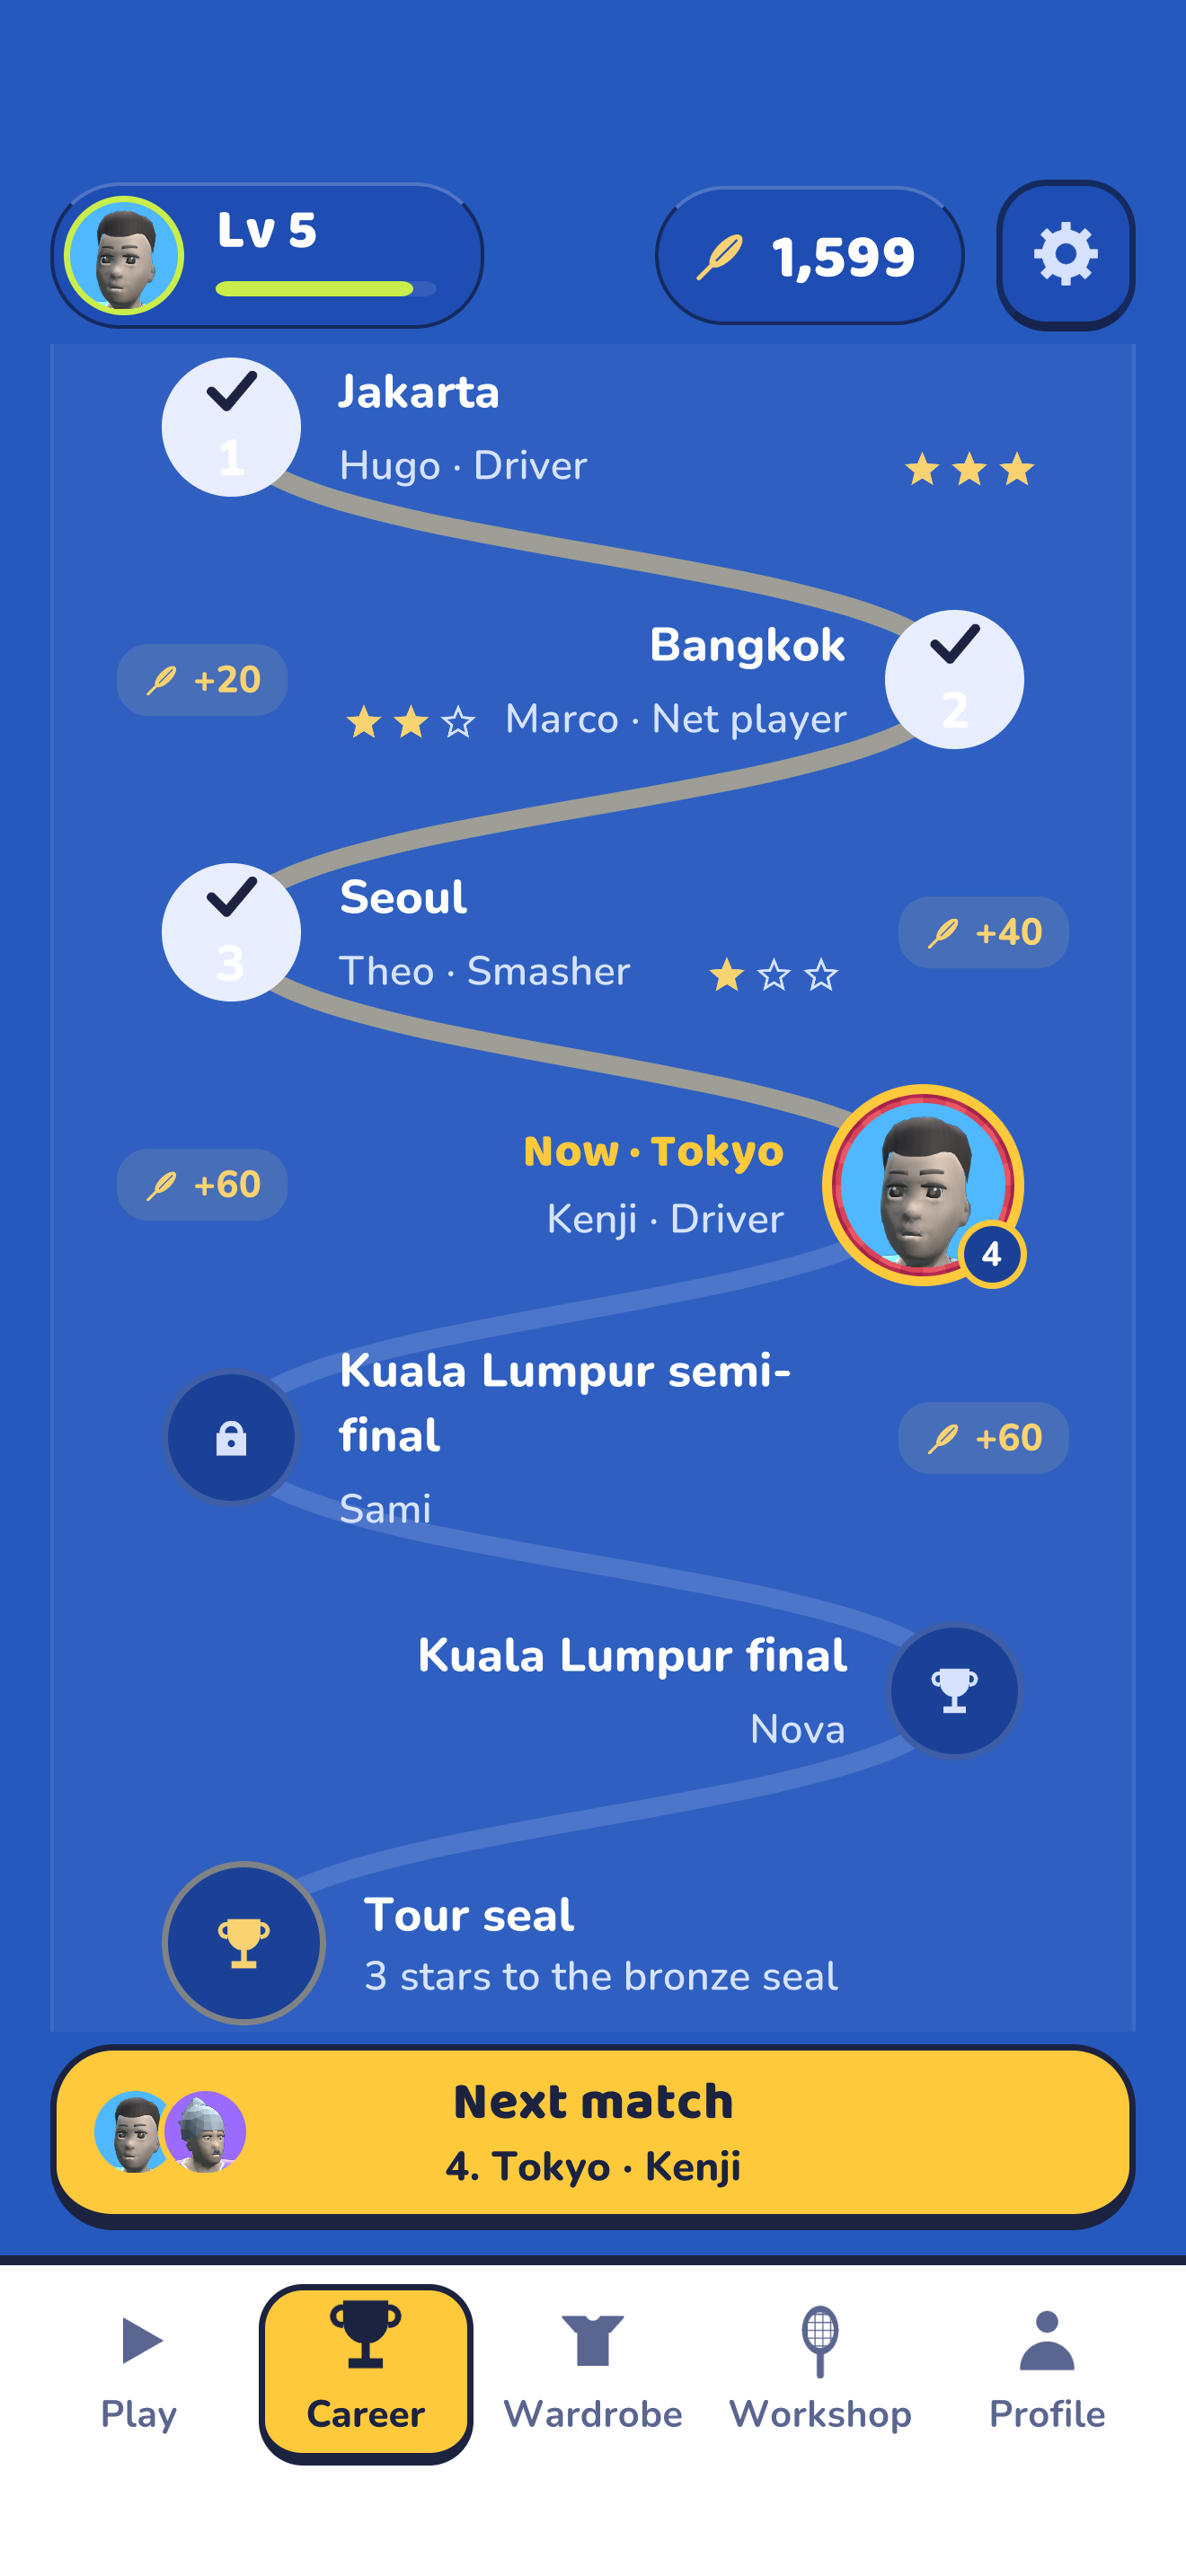 Lv 5
1,599
Jakarta
1
Hugo · Driver
Bangkok
+20
2
Marco · Net player
Seoul
3
+40
Theo · Smasher
Now · Tokyo
+60
Kenji · Driver
4
Kuala Lumpur semi-
final
+60
Sami
Kuala Lumpur final
Nova
Tour seal
3 stars to the bronze seal
Next match
4. Tokyo · Kenji
Play
Career
Wardrobe
Workshop
Profile